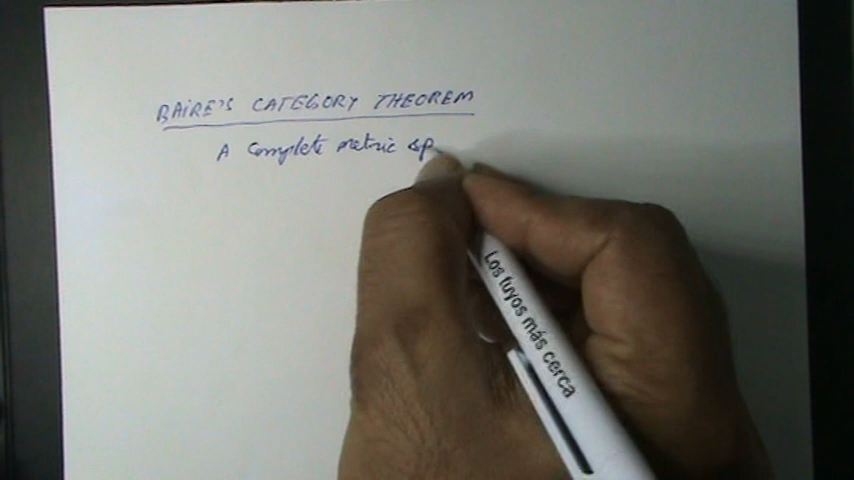 BAIRE'S CATEGORY THEOREM
A Complete metric sp
Los tuyos más cerca